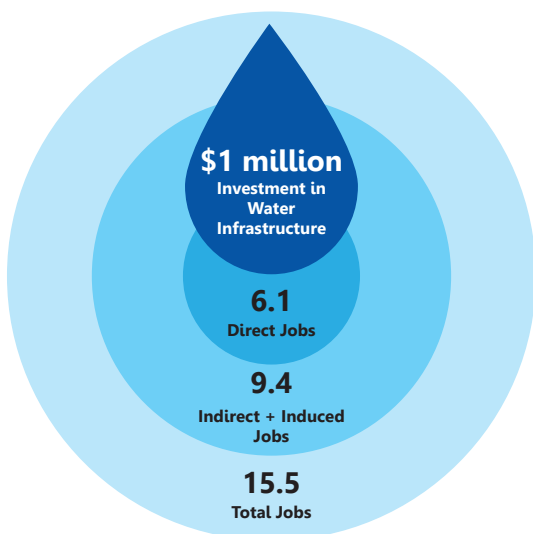 $1 million
Investment in
Water
Infrastructure
6.1
Direct Jobs
9.4
Indirect + Induced
Jobs
15.5
Total Jobs